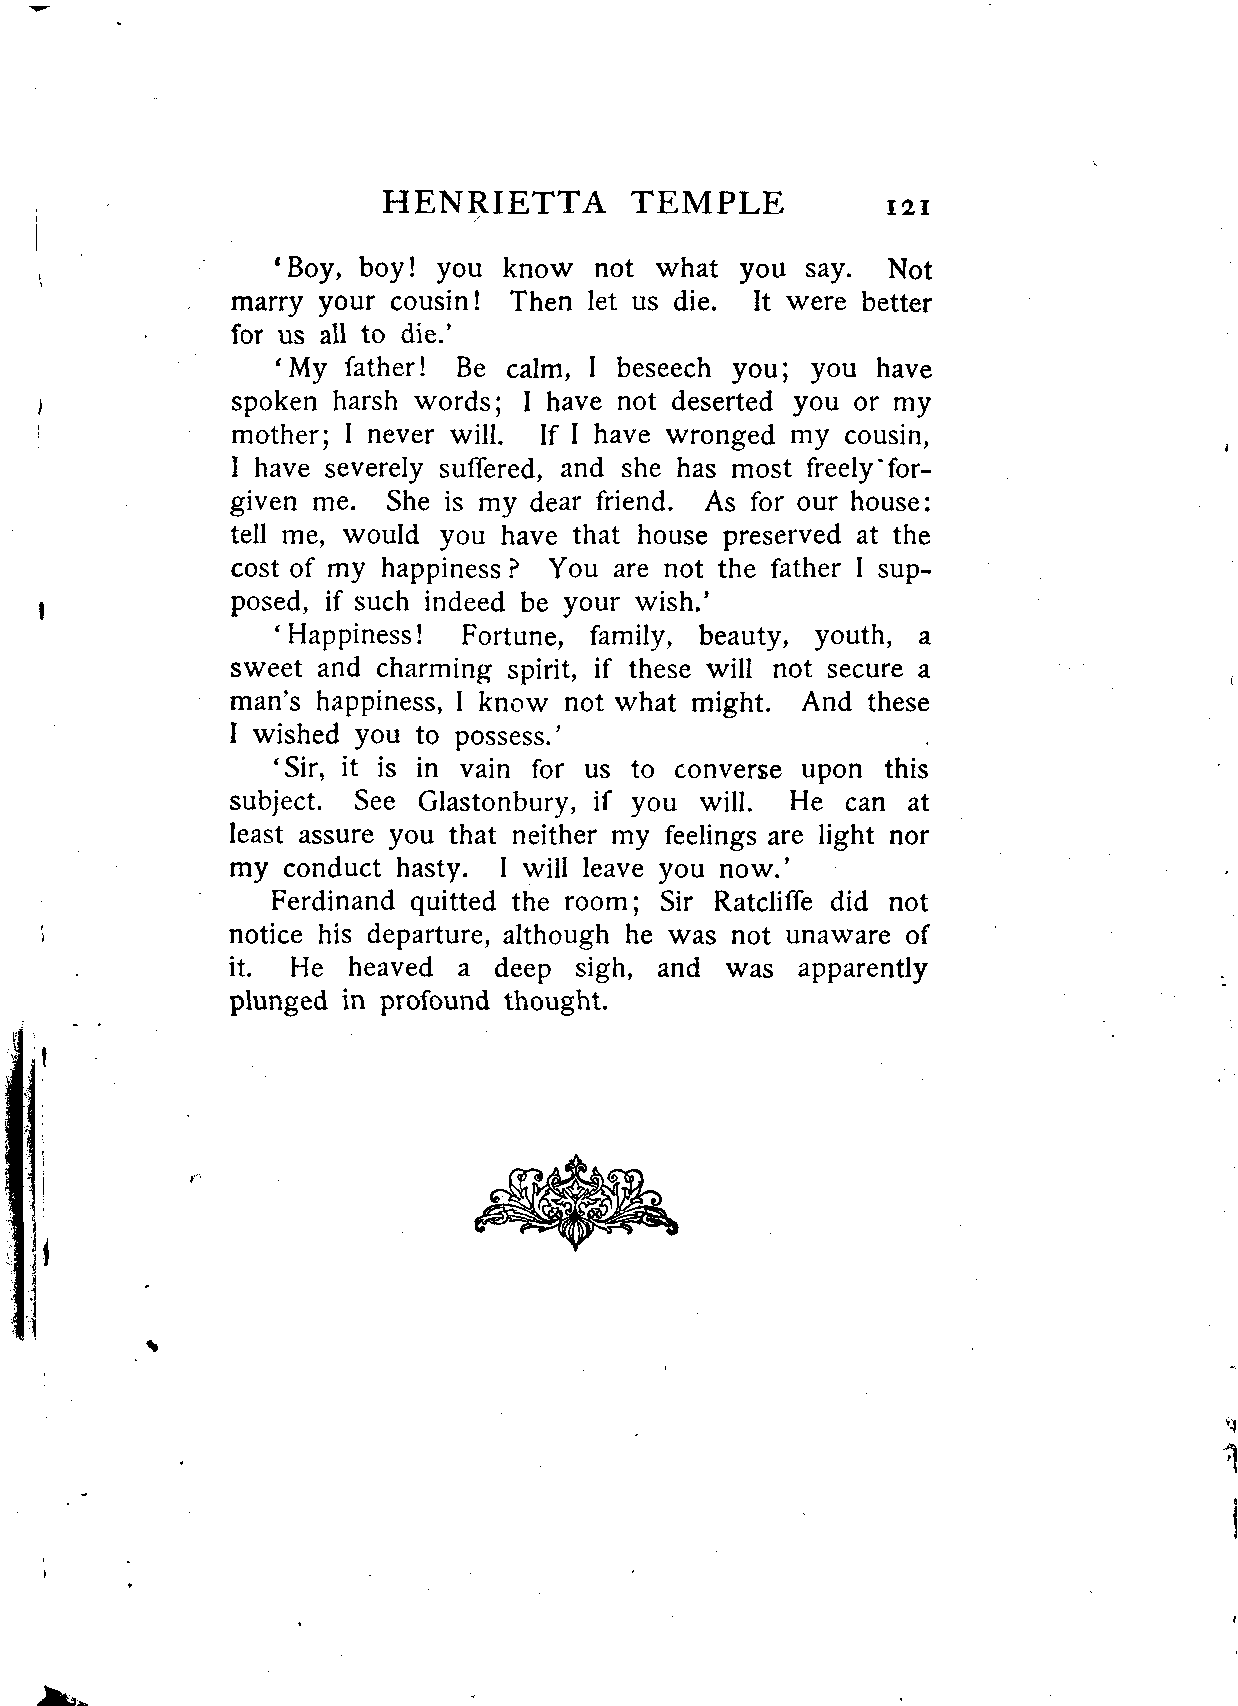 HENRIETTA TEMPLE 121
‘Boy, boy! you know not what you say. Not
marry your cousin! Then let us die. It were better
for us all to die.’
‘My father! Be calm, I beseech you; you have
spoken harsh words; I have not deserted you or my
mother; I never will. If I have wronged my cousin,
I have severely suffered, and she has most freely for-
given me. She is my dear friend. As for our house:
tell me, would you have that house preserved at the
cost of my happiness? You are not the father I sup-
posed, if such indeed be your wish.’
‘Happiness! Fortune, family, beauty, youth, a
sweet and charming spirit, if these will not secure a
man’s happiness, I know not what might. And these
I wished you to possess.’
‘Sir, it is in vain for us to converse upon this
subject. See Glastonbury, if you will. He can at
least assure you that neither my feelings are light nor
my conduct hasty. I will leave you now.’
Ferdinand quitted the room; Sir Ratcliffe did not
notice his departure, although he was not unaware of
it. He heaved a deep sigh, and was apparently
plunged in profound thought.